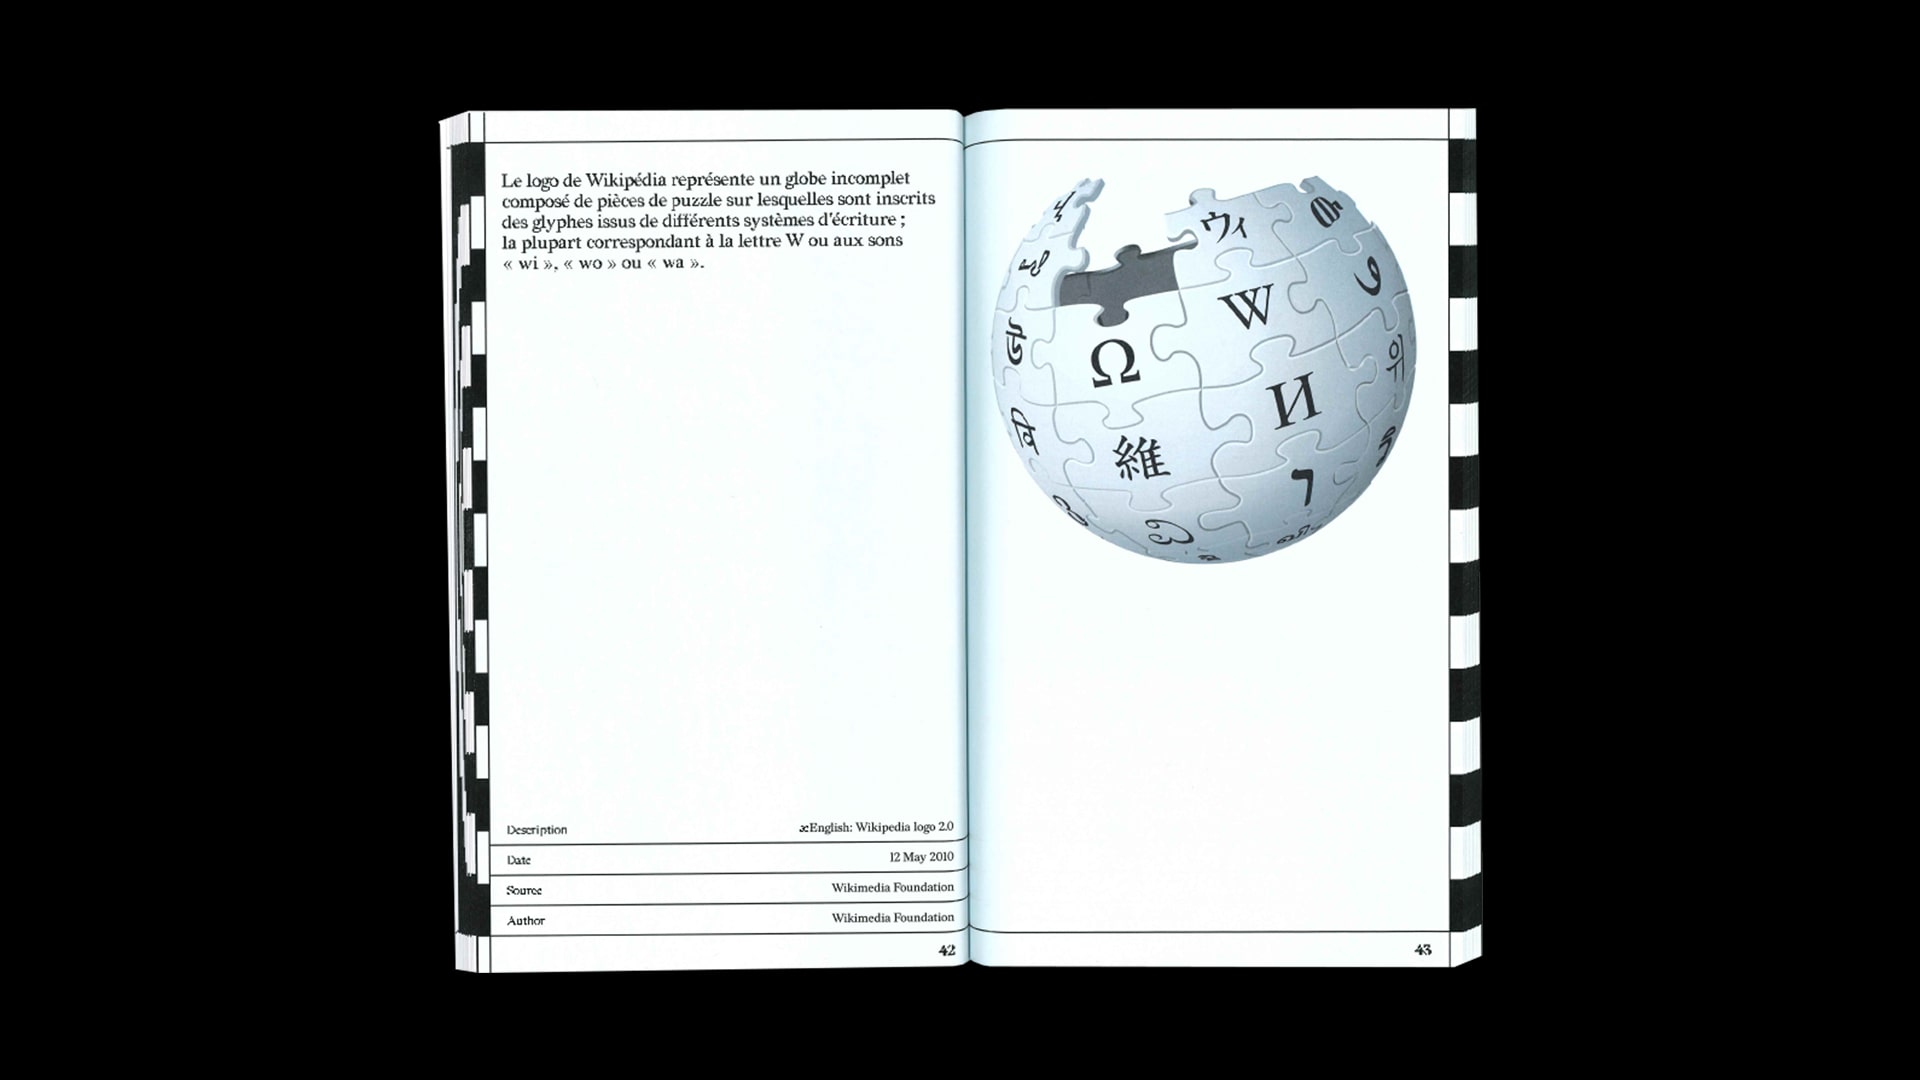 Le logo de Wikipédia représente un globe incomplet
composé de pièces de puzzle sur lesquelles sont inscrits
des glyphes issus de différents systèmes d'écriture ;
la plupart correspondant à la lettre W ou aux sons
« wi », « wo » ou « wa ».
Description æEnglish: Wikipedia logo 2.0
Date 12 May 2010
Source Wikimedia Foundation
Author Wikimedia Foundation
42
ウィ
W
Ω
위
И
維
ו
43